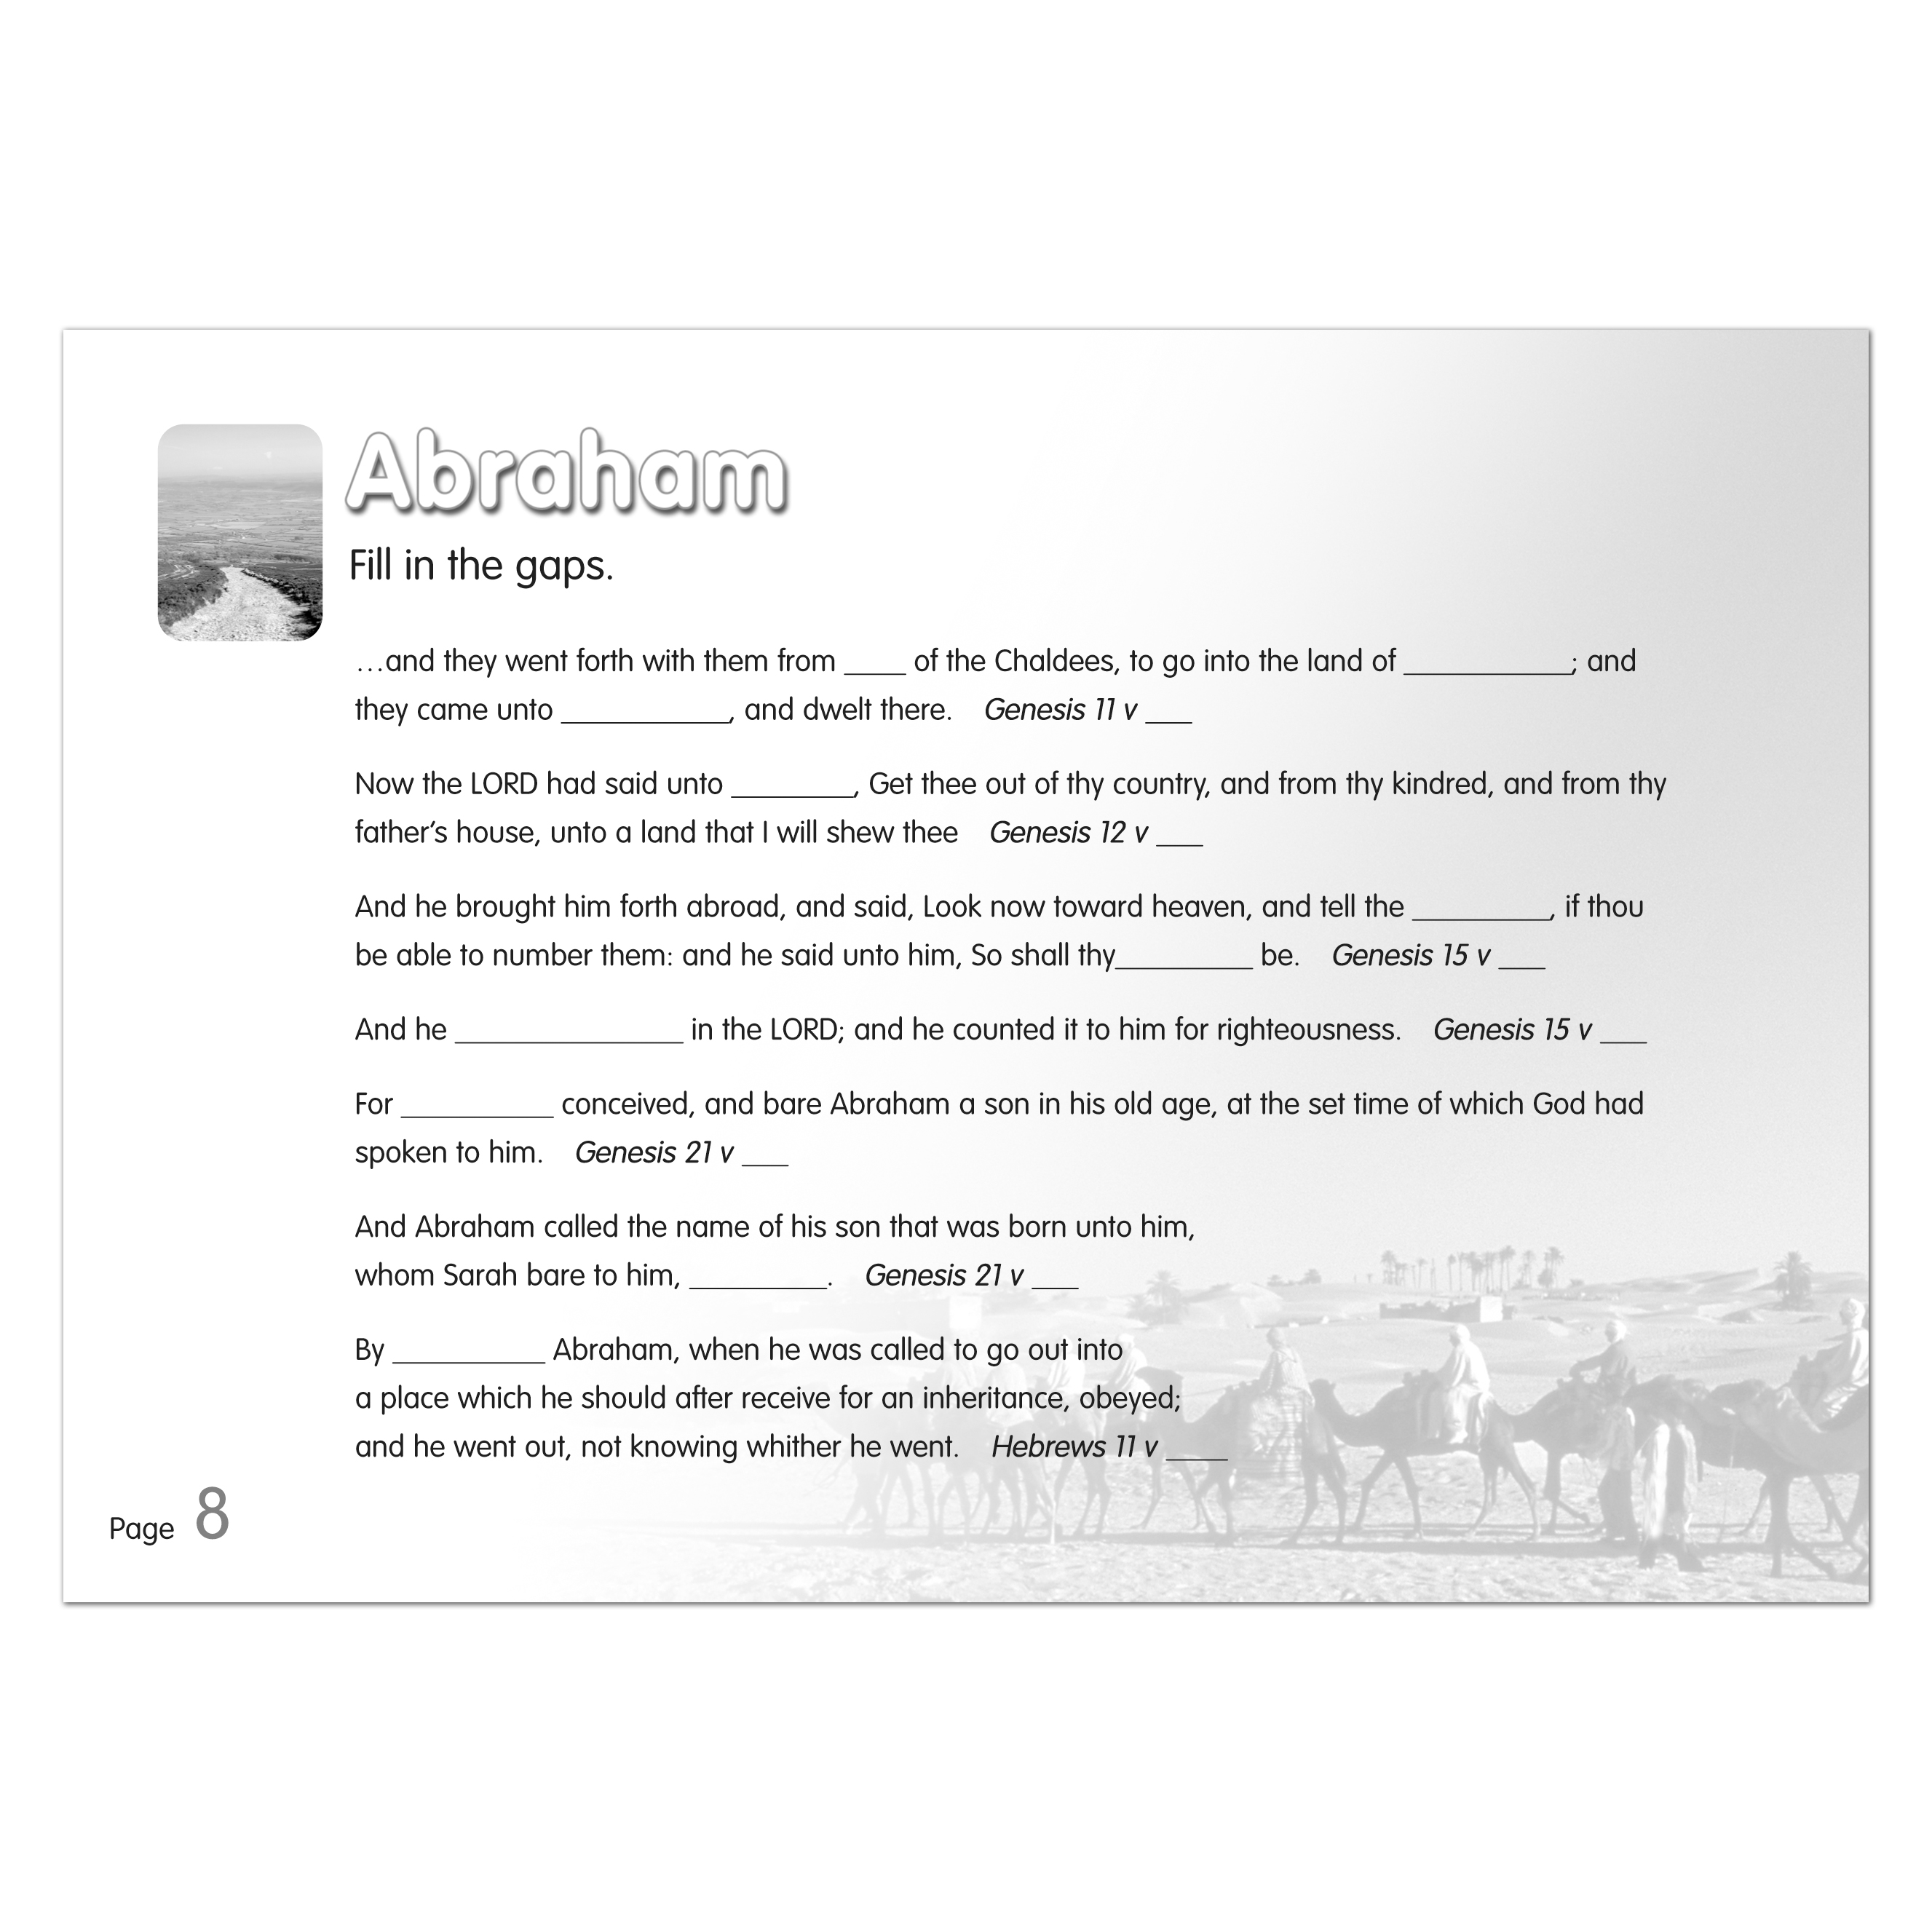 Abraham
Fill in the gaps.
…and they went forth with them from ____ of the Chaldees, to go into the land of ___________; and
they came unto ___________, and dwelt there. Genesis 11 v ___
Now the LORD had said unto ________, Get thee out of thy country, and from thy kindred, and from thy
father’s house, unto a land that I will shew thee Genesis 12 v ___
And he brought him forth abroad, and said, Look now toward heaven, and tell the _________, if thou
be able to number them: and he said unto him, So shall thy_________ be. Genesis 15 v ___
And he _______________ in the LORD; and he counted it to him for righteousness. Genesis 15 v ___
For __________ conceived, and bare Abraham a son in his old age, at the set time of which God had
spoken to him. Genesis 21 v ___
And Abraham called the name of his son that was born unto him,
whom Sarah bare to him, _________. Genesis 21 v ___
By __________ Abraham, when he was called to go out into
a place which he should after receive for an inheritance, obeyed;
and he went out, not knowing whither he went. Hebrews 11 v ____
Page 8